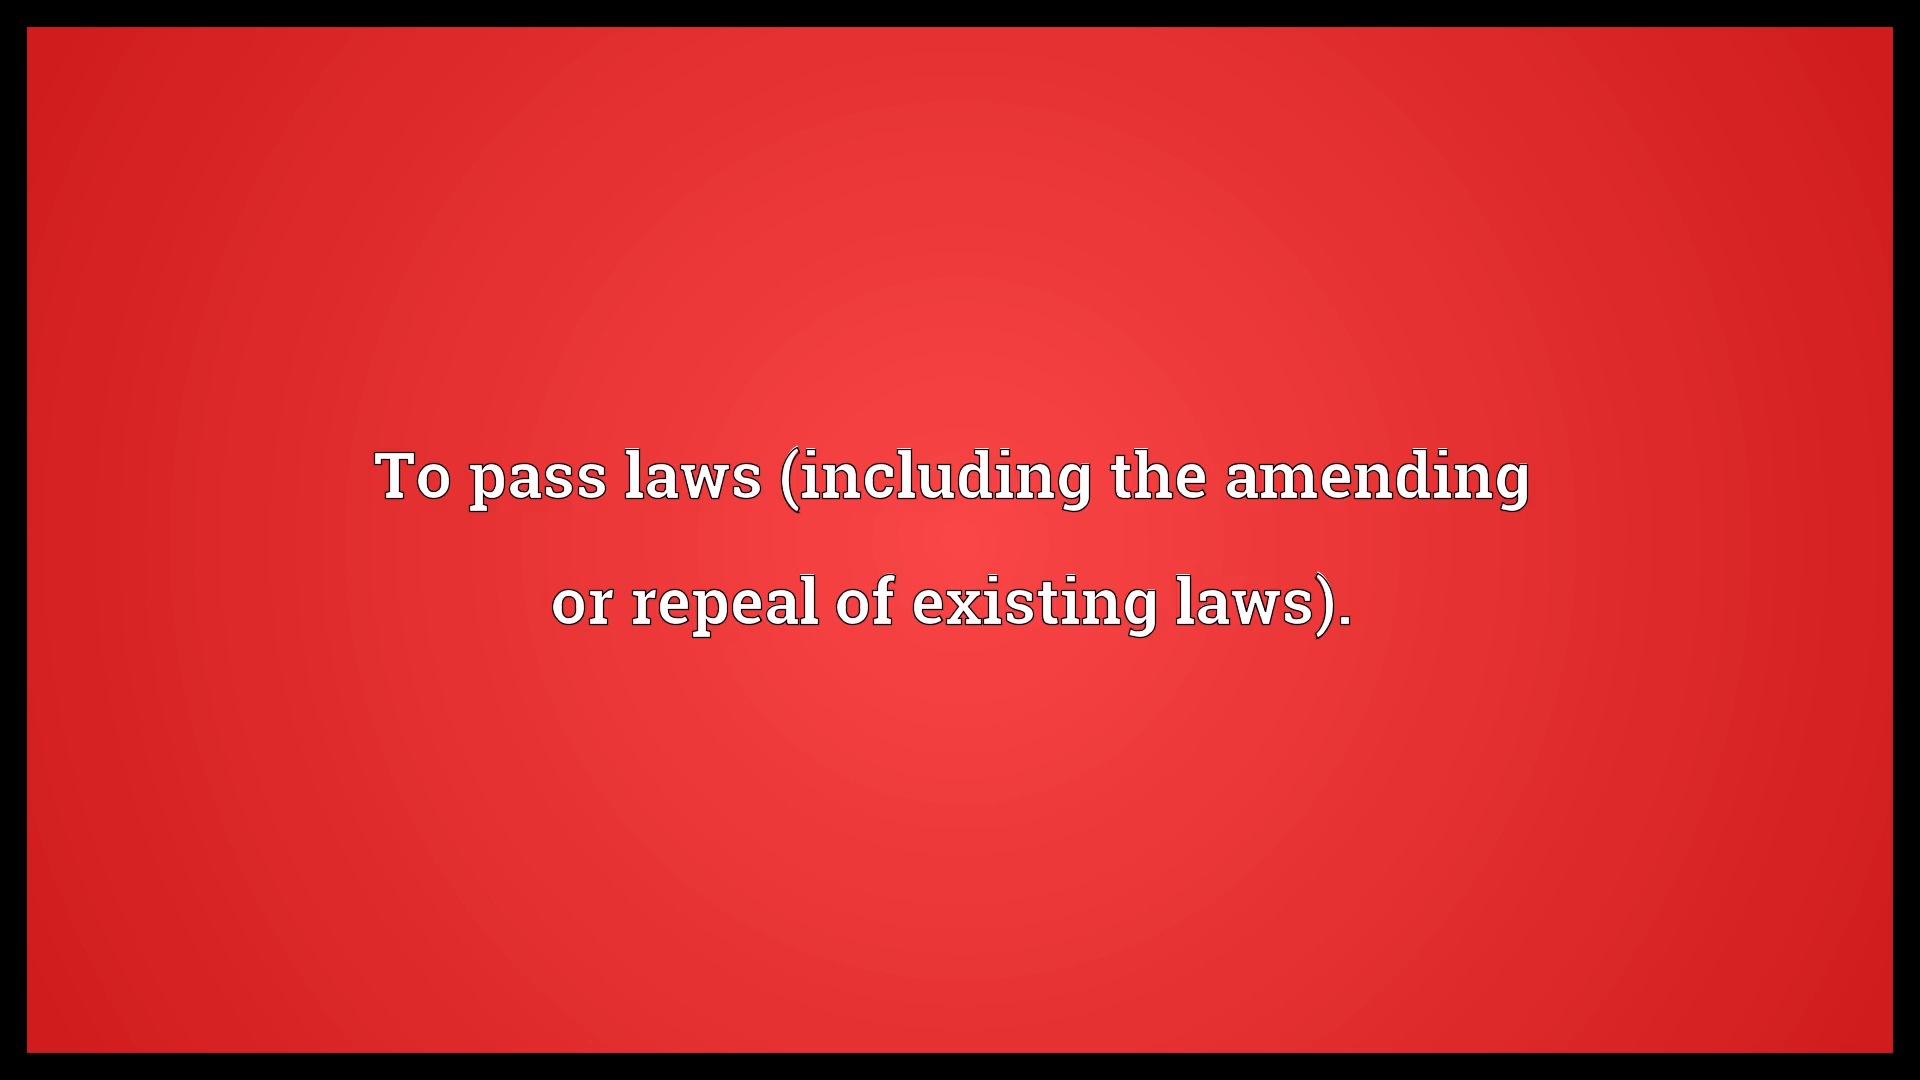 To pass laws (including the amending
or repeal of existing laws).